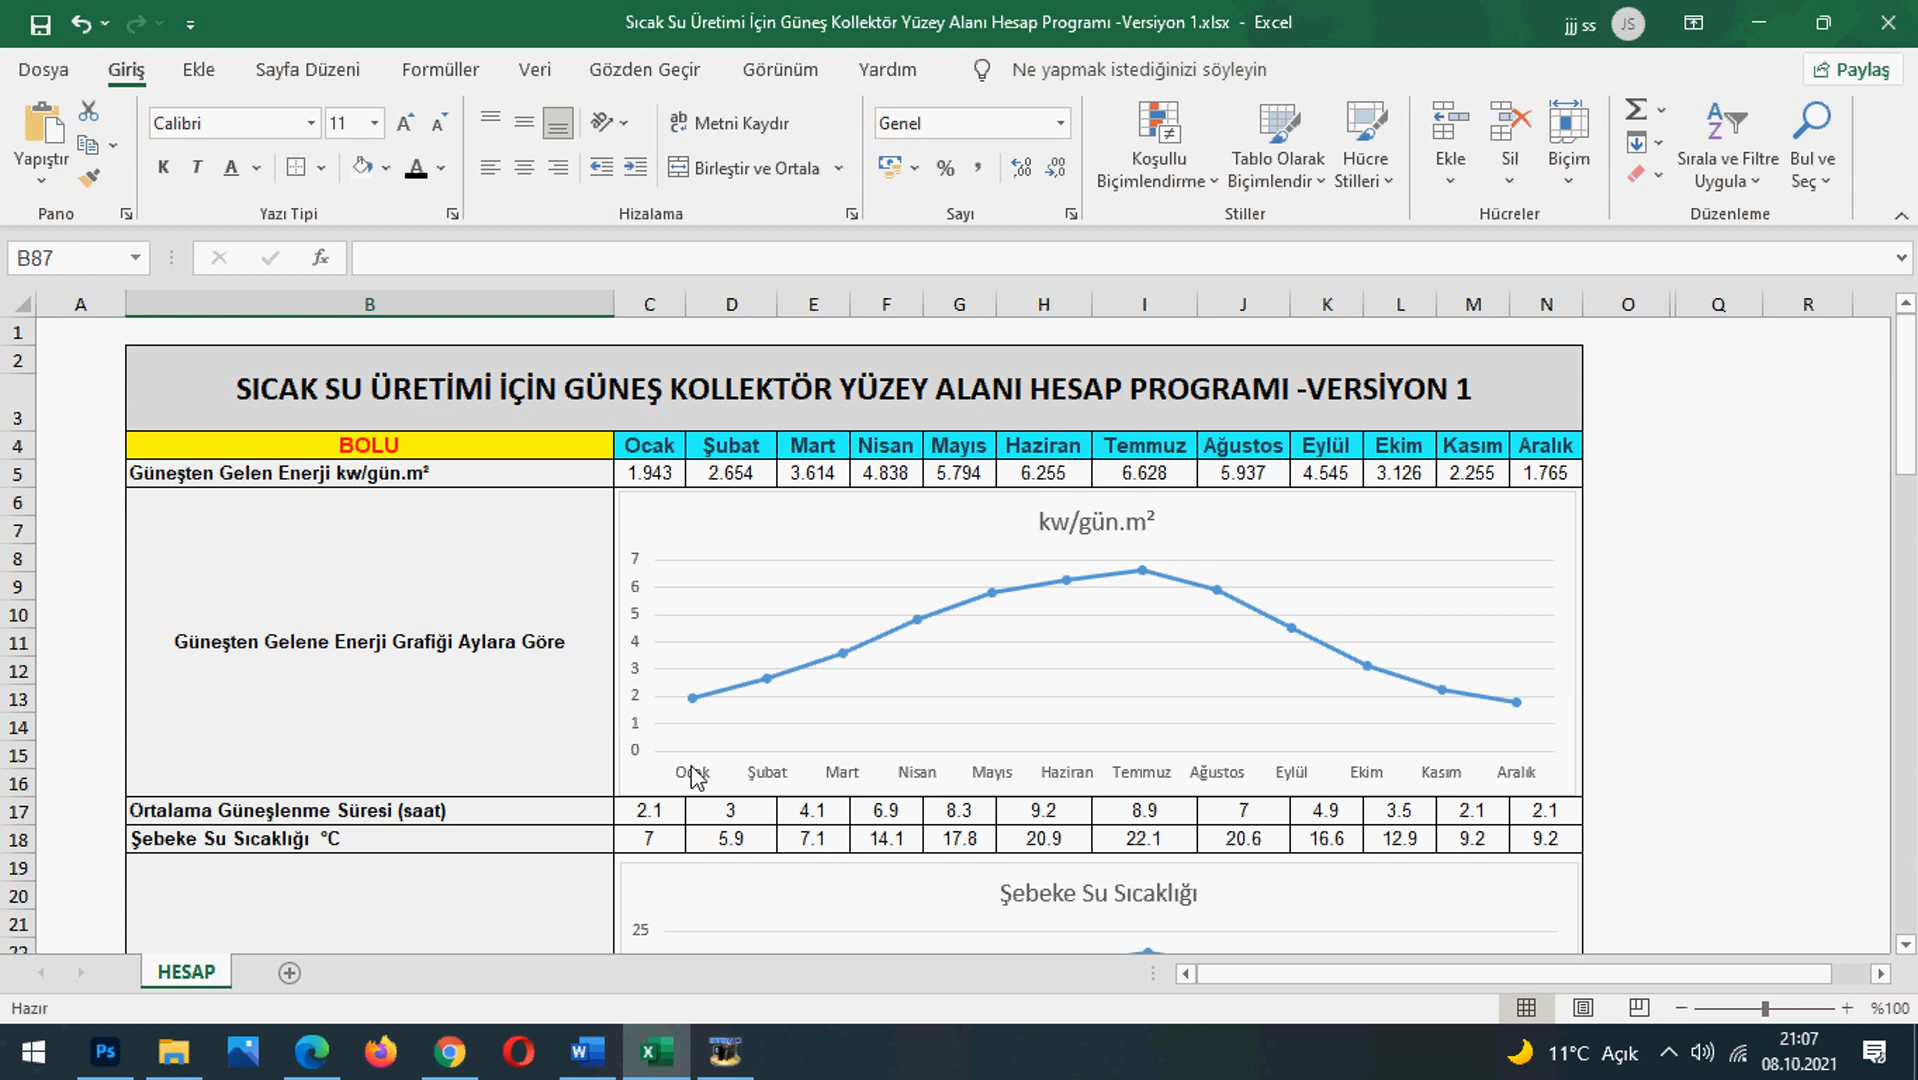 Sıcak Su Üretimi İçin Güneş Kollektör Yüzey Alanı Hesap Programı -Versiyon 1.xlsx - Excel
jjj ss JS
Dosya Giriş Ekle Sayfa Düzeni Formüller Veri Gözden Geçir Görünüm Yardım Ne yapmak istediğinizi söyleyin Paylaş
Yapıştır
Calibri 11
K T A
Metni Kaydır
Birleştir ve Ortala
Genel
%
Koşullu Biçimlendirme
Tablo Olarak Biçimlendir
Hücre Stilleri
Ekle Sil Biçim
Sırala ve Filtre Uygula
Bul ve Seç
Pano Yazı Tipi Hizalama Sayı Stiller Hücreler Düzenleme
B87 fx
A B C D E F G H I J K L M N O Q R
1
2
3 SICAK SU ÜRETİMİ İÇİN GÜNEŞ KOLLEKTÖR YÜZEY ALANI HESAP PROGRAMI -VERSİYON 1
4 BOLU Ocak Şubat Mart Nisan Mayıs Haziran Temmuz Ağustos Eylül Ekim Kasım Aralık
5 Güneşten Gelen Enerji kw/gün.m² 1.943 2.654 3.614 4.838 5.794 6.255 6.628 5.937 4.545 3.126 2.255 1.765
6
7 kw/gün.m²
8 7
9 6
10 5
11 Güneşten Gelene Enerji Grafiği Aylara Göre 4
12 3
13 2
14 1
15 0
16 Ocak Şubat Mart Nisan Mayıs Haziran Temmuz Ağustos Eylül Ekim Kasım Aralık
17 Ortalama Güneşlenme Süresi (saat) 2.1 3 4.1 6.9 8.3 9.2 8.9 7 4.9 3.5 2.1 2.1
18 Şebeke Su Sıcaklığı °C 7 5.9 7.1 14.1 17.8 20.9 22.1 20.6 16.6 12.9 9.2 9.2
19
20 Şebeke Su Sıcaklığı
21 25
22
HESAP
Hazır %100
Ps
11°C Açık
21:07
08.10.2021